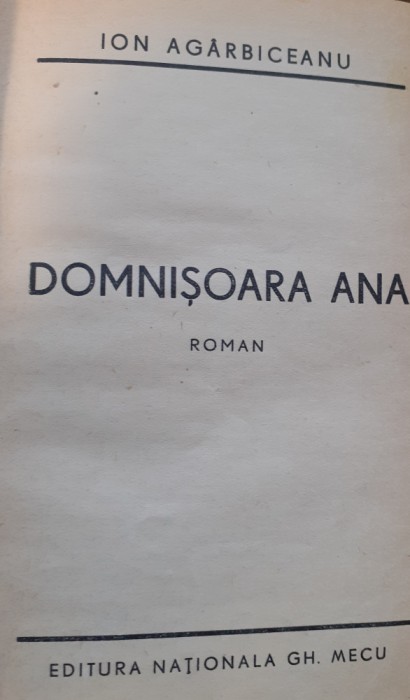 ION AGÂRBICEANU
DOMNIȘOARA ANA
ROMAN
EDITURA NAȚIONALA GH. MECU